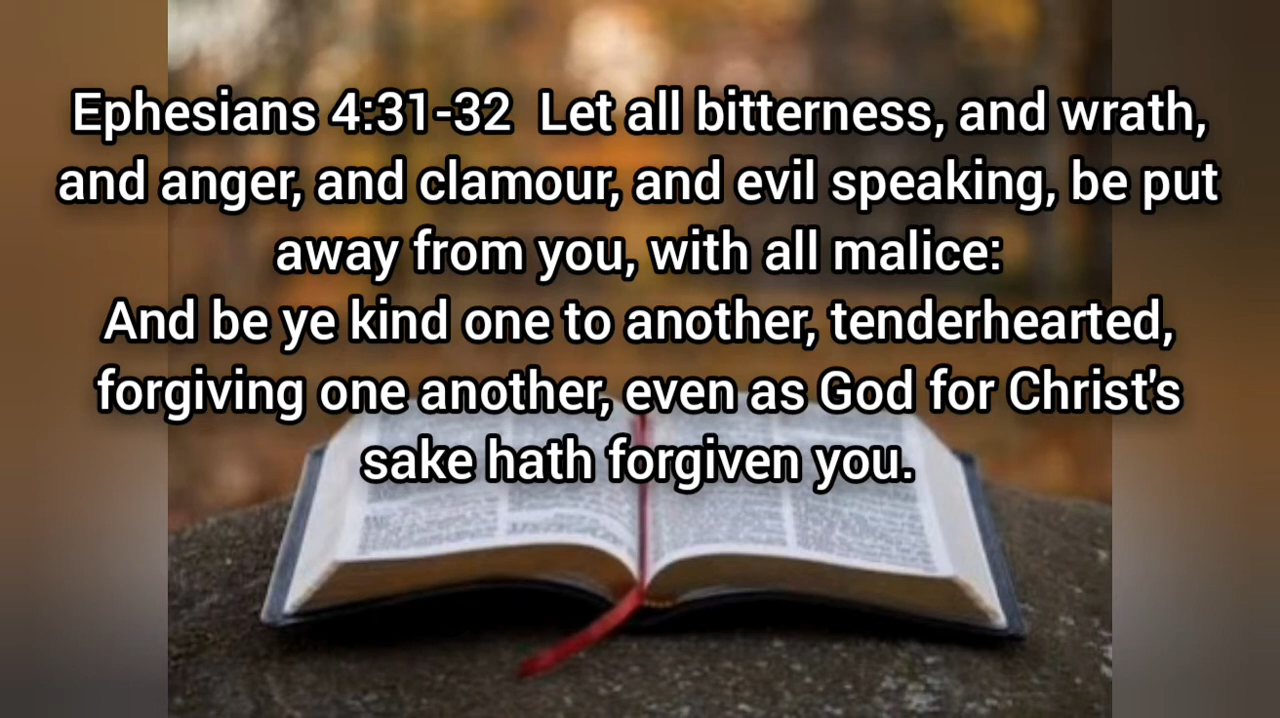 Ephesians 4:31-32  Let all bitterness, and wrath,
and anger, and clamour, and evil speaking, be put
away from you, with all malice:
And be ye kind one to another, tenderhearted,
forgiving one another, even as God for Christ's
sake hath forgiven you.